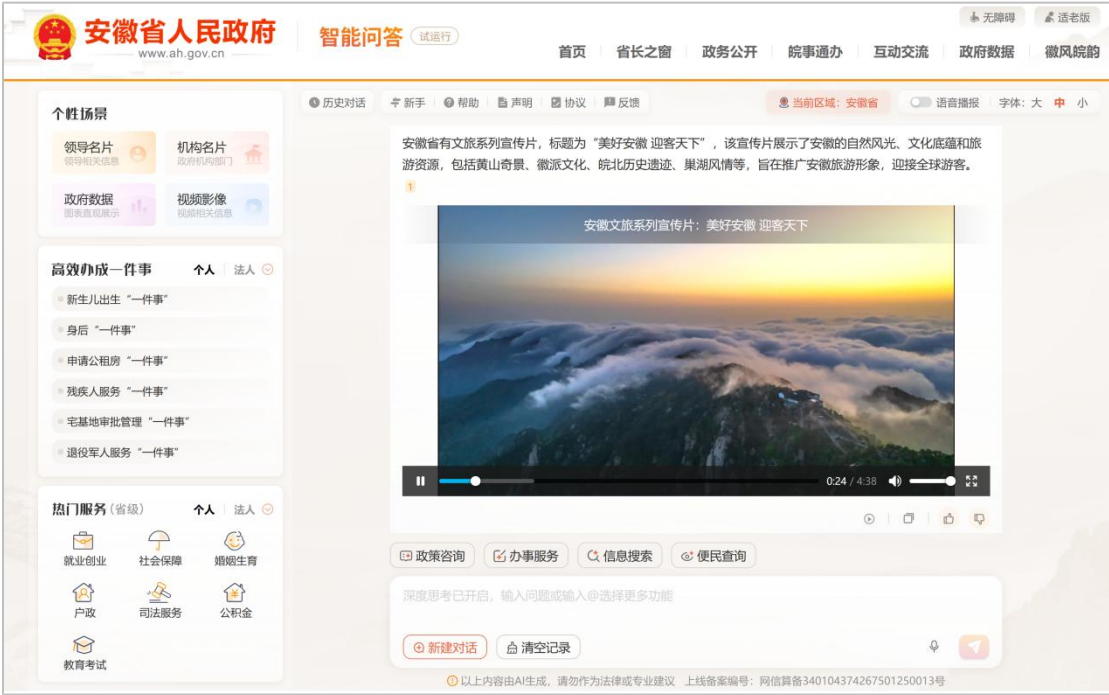 安徽省人民政府
www.ah.gov.cn
智能问答 试运行
无障碍 适老版
首页 省长之窗 政务公开 皖事通办 互动交流 政府数据 徽风皖韵
个性场景
领导名片
领导相关信息
机构名片
政府机构部门
政府数据
图表直观展示
视频影像
视频相关信息
高效办成一件事 个人 法人
新生儿出生“一件事”
身后“一件事”
申请公租房“一件事”
残疾人服务“一件事”
宅基地审批管理“一件事”
退役军人服务“一件事”
热门服务(省级) 个人 法人
就业创业 社会保障 婚姻生育
户政 司法服务 公积金
教育考试
历史对话 新手 帮助 声明 协议 反馈 当前区域：安徽省 语音播报 字体：大 中 小
安徽省有文旅系列宣传片，标题为“美好安徽 迎客天下”，该宣传片展示了安徽的自然风光、文化底蕴和旅
游资源，包括黄山奇景、徽派文化、皖北历史遗迹、巢湖风情等，旨在推广安徽旅游形象，迎接全球游客。
1
安徽文旅系列宣传片：美好安徽 迎客天下
0:24 / 4:38
政策咨询 办事服务 信息搜索 便民查询
深度思考已开启，输入问题或输入@选择更多功能
新建对话 清空记录
以上内容由AI生成，请勿作为法律或专业建议 上线备案编号：网信算备340104374267501250013号